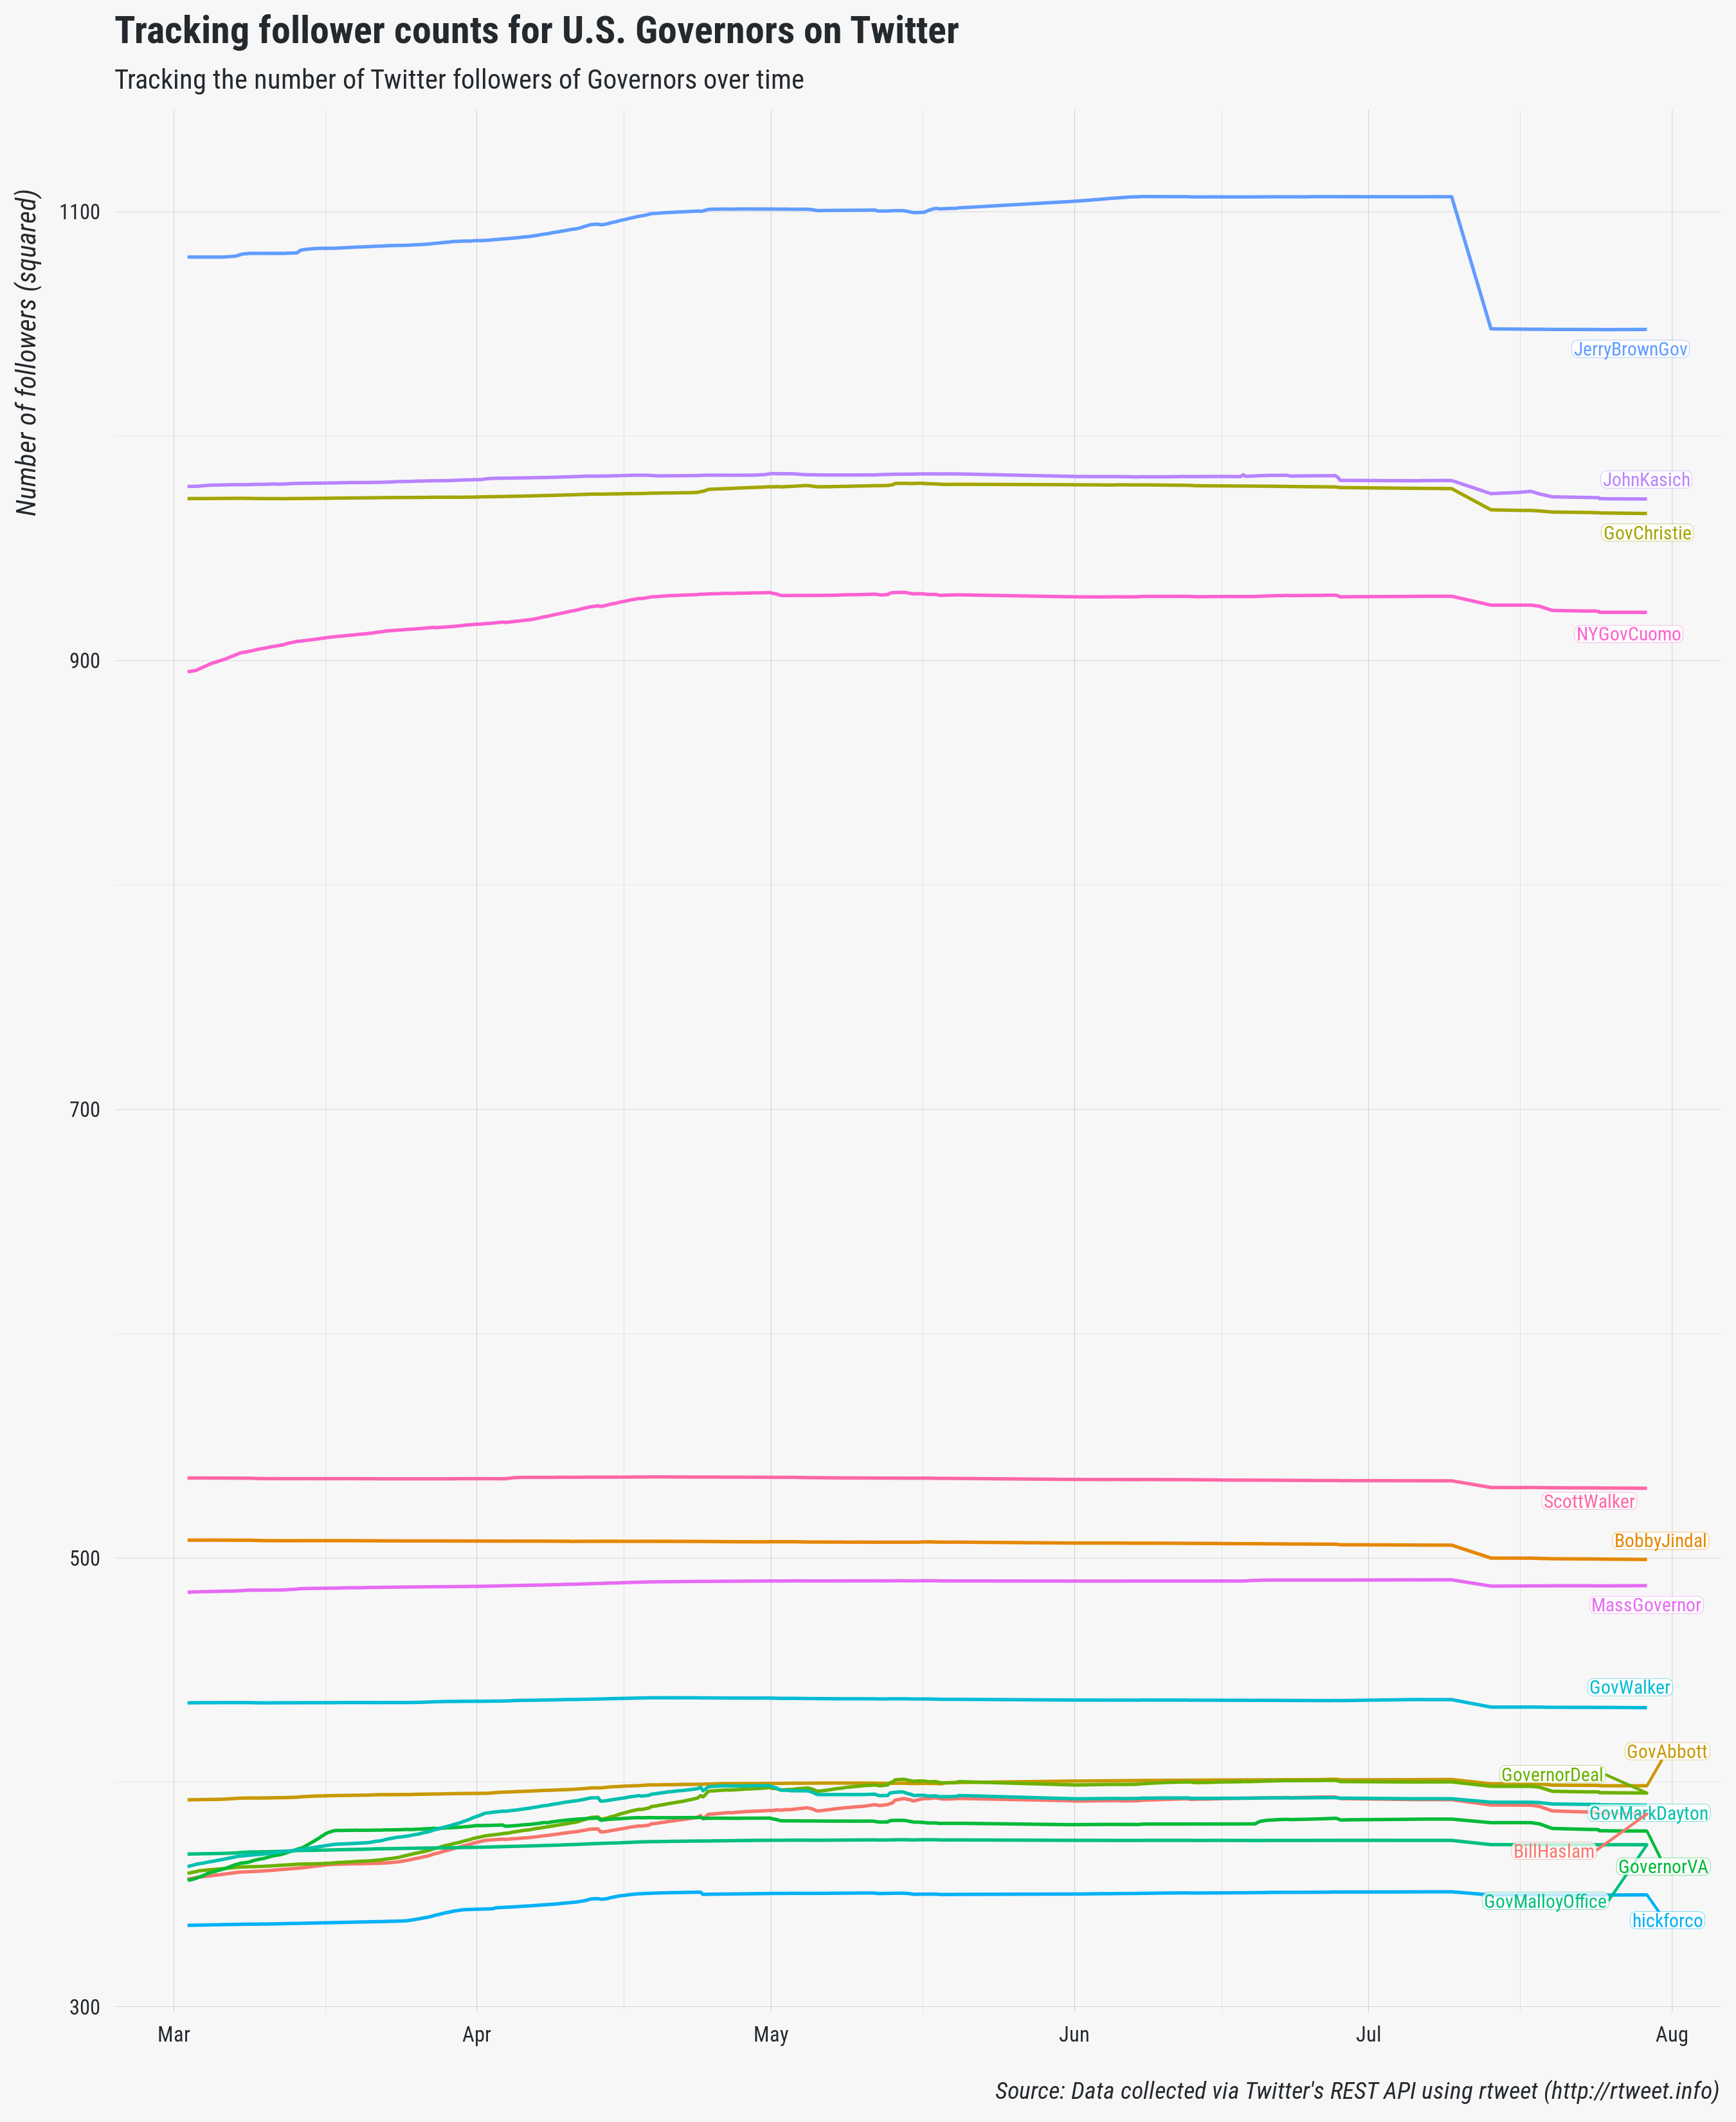 Tracking follower counts for U.S. Governors on Twitter
Tracking the number of Twitter followers of Governors over time
Number of followers (squared)
1100
900
700
500
300
JerryBrownGov
JohnKasich
GovChristie
NYGovCuomo
ScottWalker
BobbyJindal
MassGovernor
GovWalker
GovAbbott
GovernorDeal
GovMarkDayton
BillHaslam
GovernorVA
GovMalloyOffice
hickforco
Mar
Apr
May
Jun
Jul
Aug
Source: Data collected via Twitter's REST API using rtweet (http://rtweet.info)